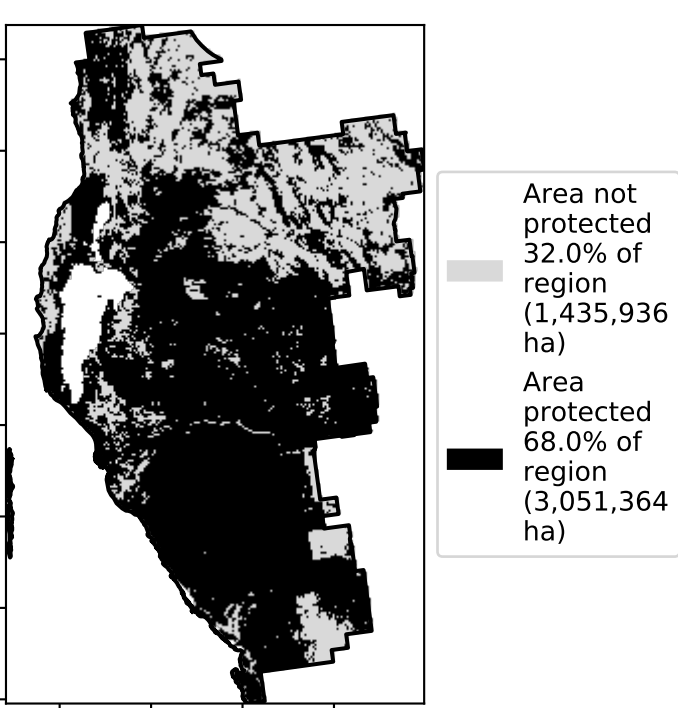 Area not
protected
32.0% of
region
(1,435,936
ha)
Area
protected
68.0% of
region
(3,051,364
ha)